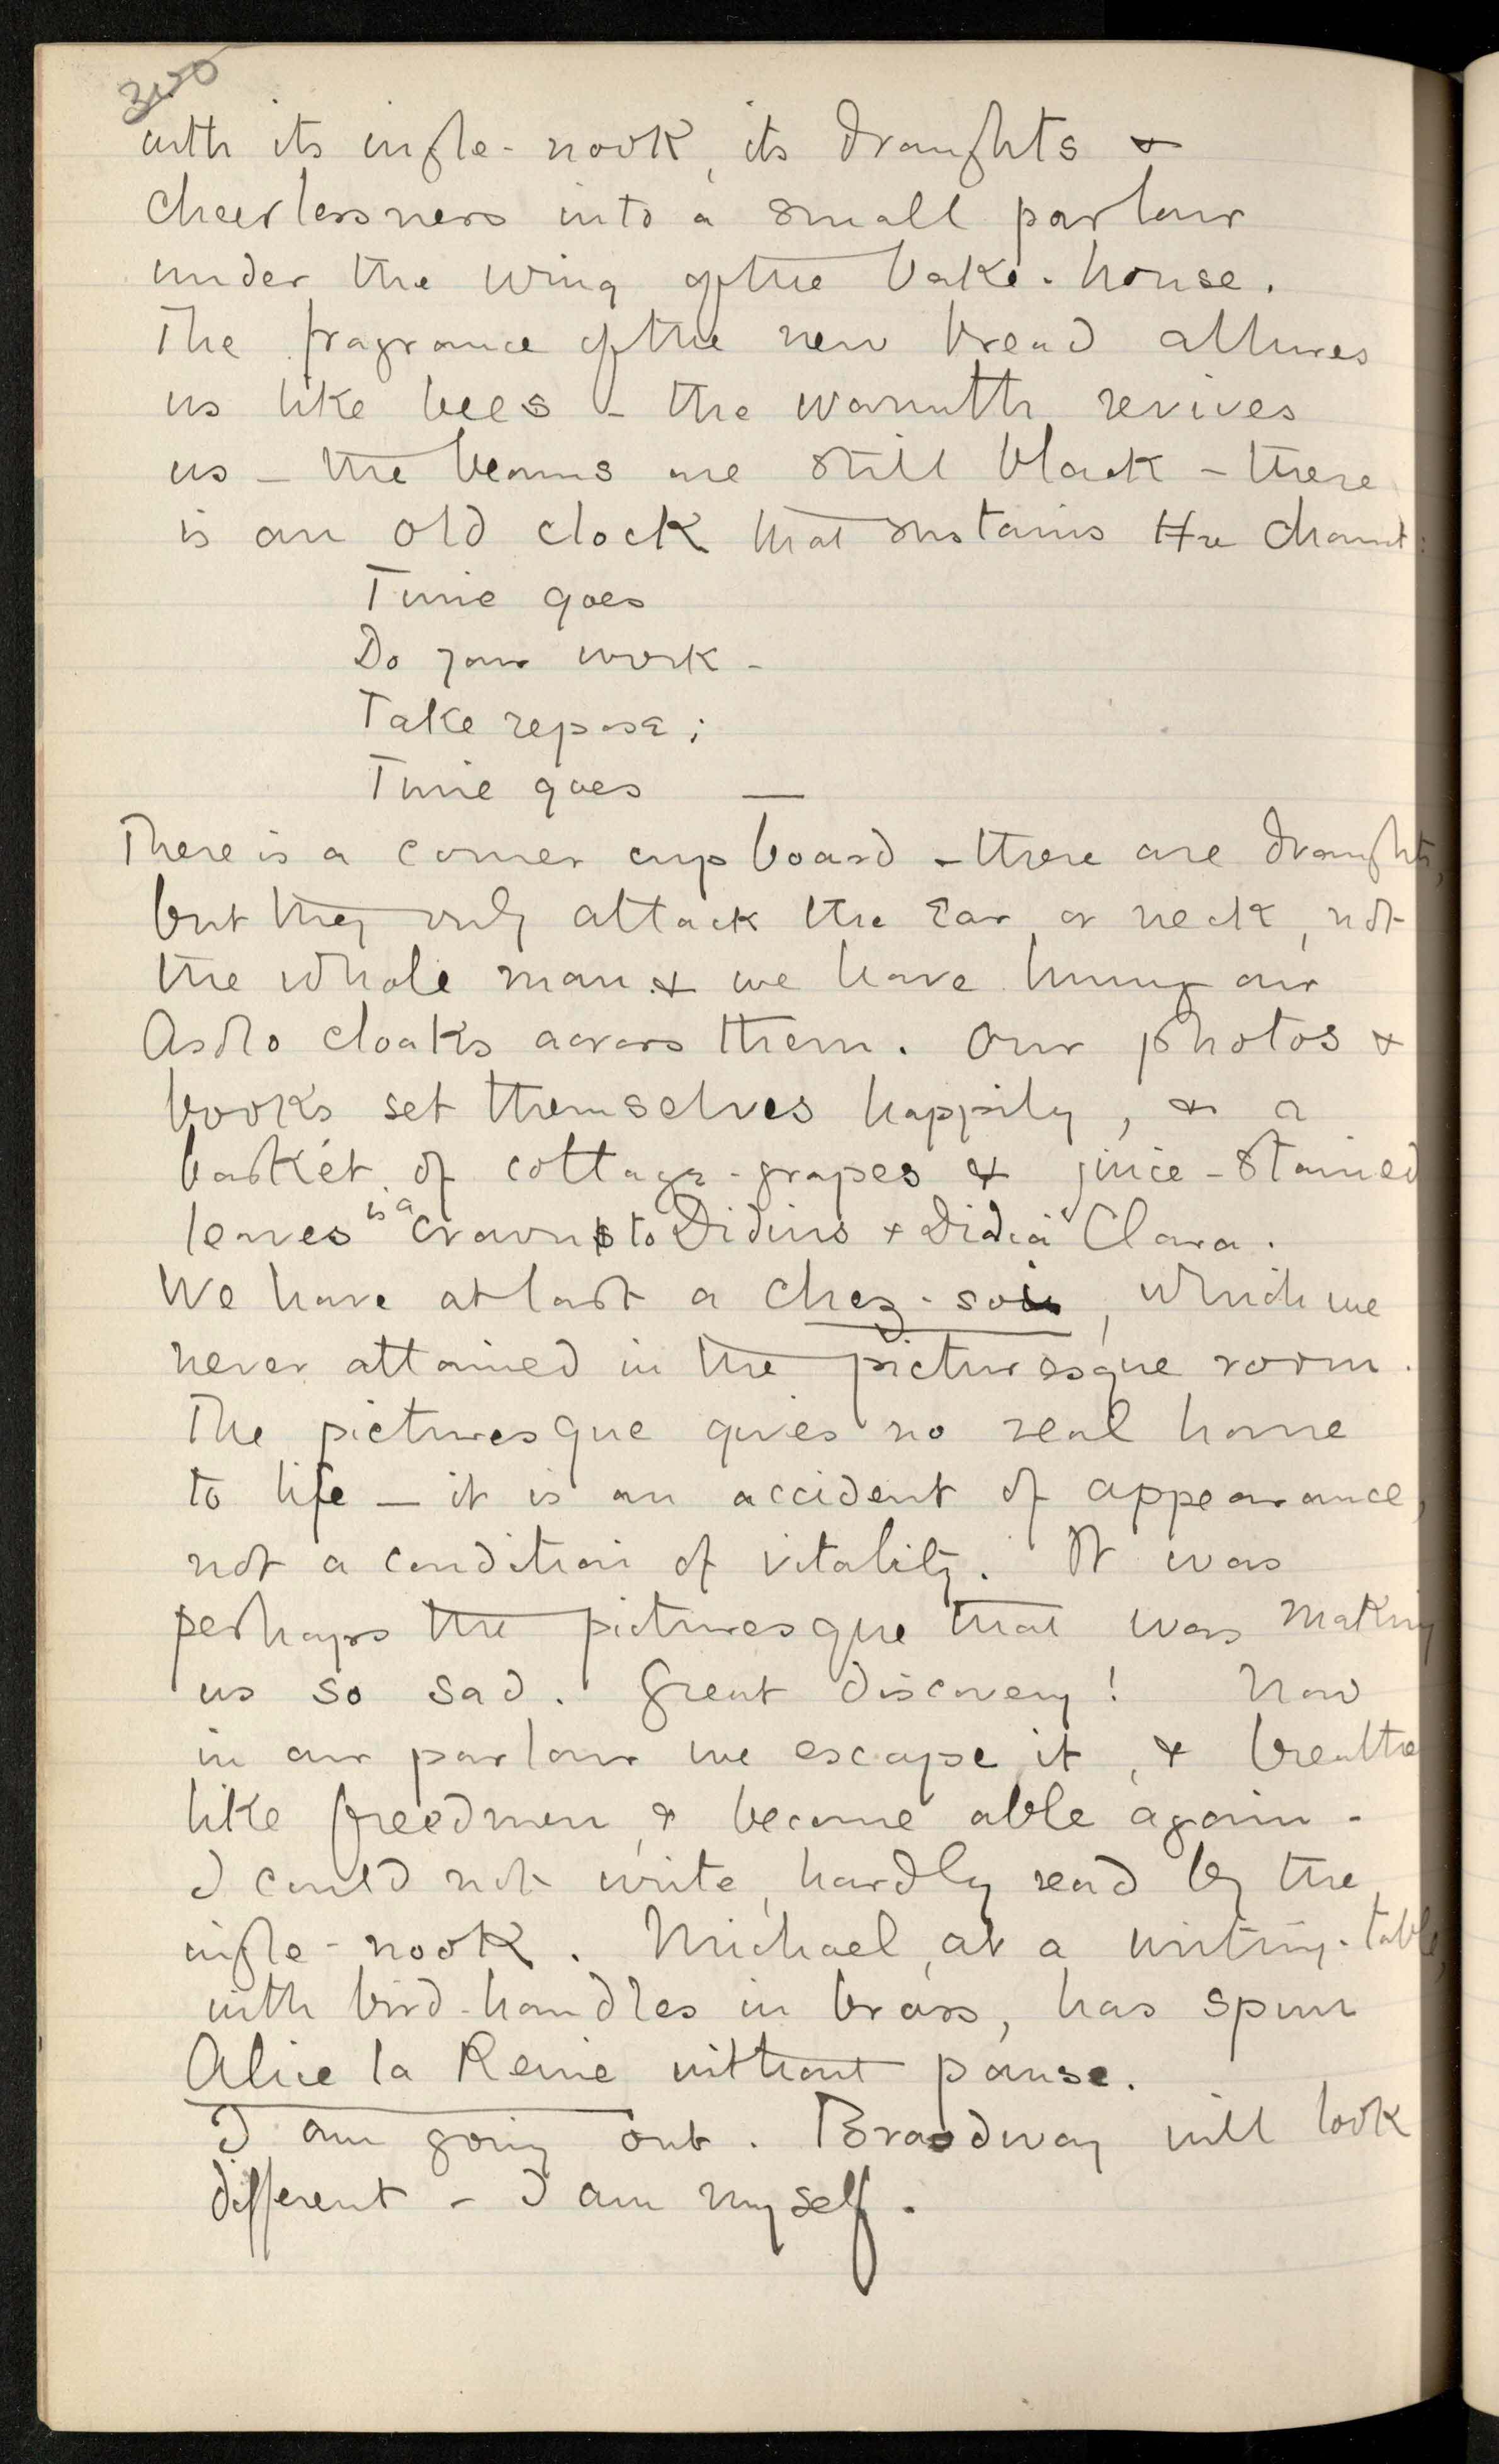 with its ingle-nook, its draughts &
cheerlessness into a small parlour
under the wing of the bake-house.
The fragrance of the new bread allures
us like bees – the warmth revives
us – the beams are still black – there
is an old clock that sustains the chant:
Time goes
Do your work –
Take repose;
Time goes —
There is a corner cupboard – there are draughts,
but they only attack the ear or neck, not
the whole man & we have hung our
Asolo cloaks across them. Our photos &
books set themselves happily, & a
basket of cottage-grapes & juice-stained
leaves is a crown to Didius & Didia Clara.
We have at last a chez-soi, which we
never attained in the picturesque room.
The picturesque gives no real home
to life — it is an accident of appearance,
not a condition of vitality. It was
perhaps the picturesque that was making
us so sad. Great discovery! Now
in our parlour we escape it, & breathe
like freedmen, & become able again –
I could not write, hardly read by the
ingle-nook. Michael, at a writing-table,
with bird-handles in brass, has spun
Alice la Reine without pause.
I am going out. Broadway will look
different – I am myself.